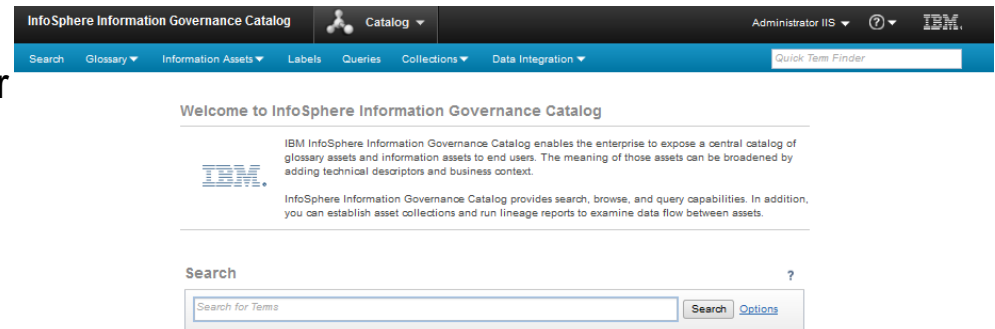 InfoSphere Information Governance Catalog Catalog Administrator IIS ? IBM.
Search Glossary Information Assets Labels Queries Collections Data Integration Quick Term Finder
r
Welcome to InfoSphere Information Governance Catalog
IBM InfoSphere Information Governance Catalog enables the enterprise to expose a central catalog of
glossary assets and information assets to end users. The meaning of those assets can be broadened by
adding technical descriptors and business context.
IBM.
InfoSphere Information Governance Catalog provides search, browse, and query capabilities. In addition,
you can establish asset collections and run lineage reports to examine data flow between assets.
Search ?
Search for Terms Search Options